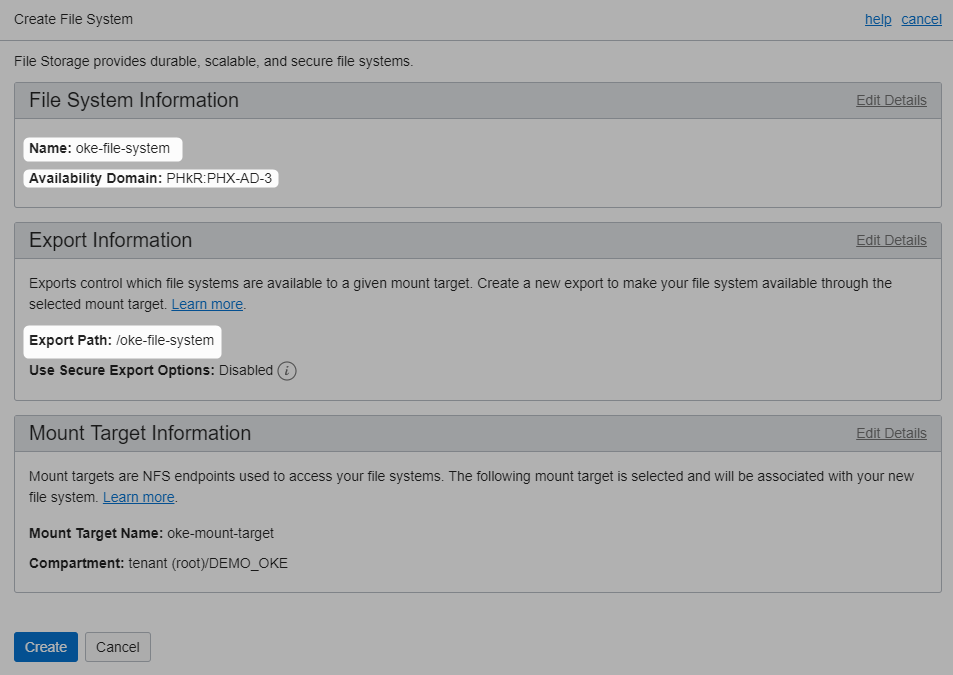 Create File System help cancel
File Storage provides durable, scalable, and secure file systems.
File System Information Edit Details
Name: oke-file-system
Availability Domain: PHkR:PHX-AD-3
Export Information Edit Details
Exports control which file systems are available to a given mount target. Create a new export to make your file system available through the
selected mount target. Learn more.
Export Path: /oke-file-system
Use Secure Export Options: Disabled i
Mount Target Information Edit Details
Mount targets are NFS endpoints used to access your file systems. The following mount target is selected and will be associated with your new
file system. Learn more.
Mount Target Name: oke-mount-target
Compartment: tenant (root)/DEMO_OKE
Create Cancel